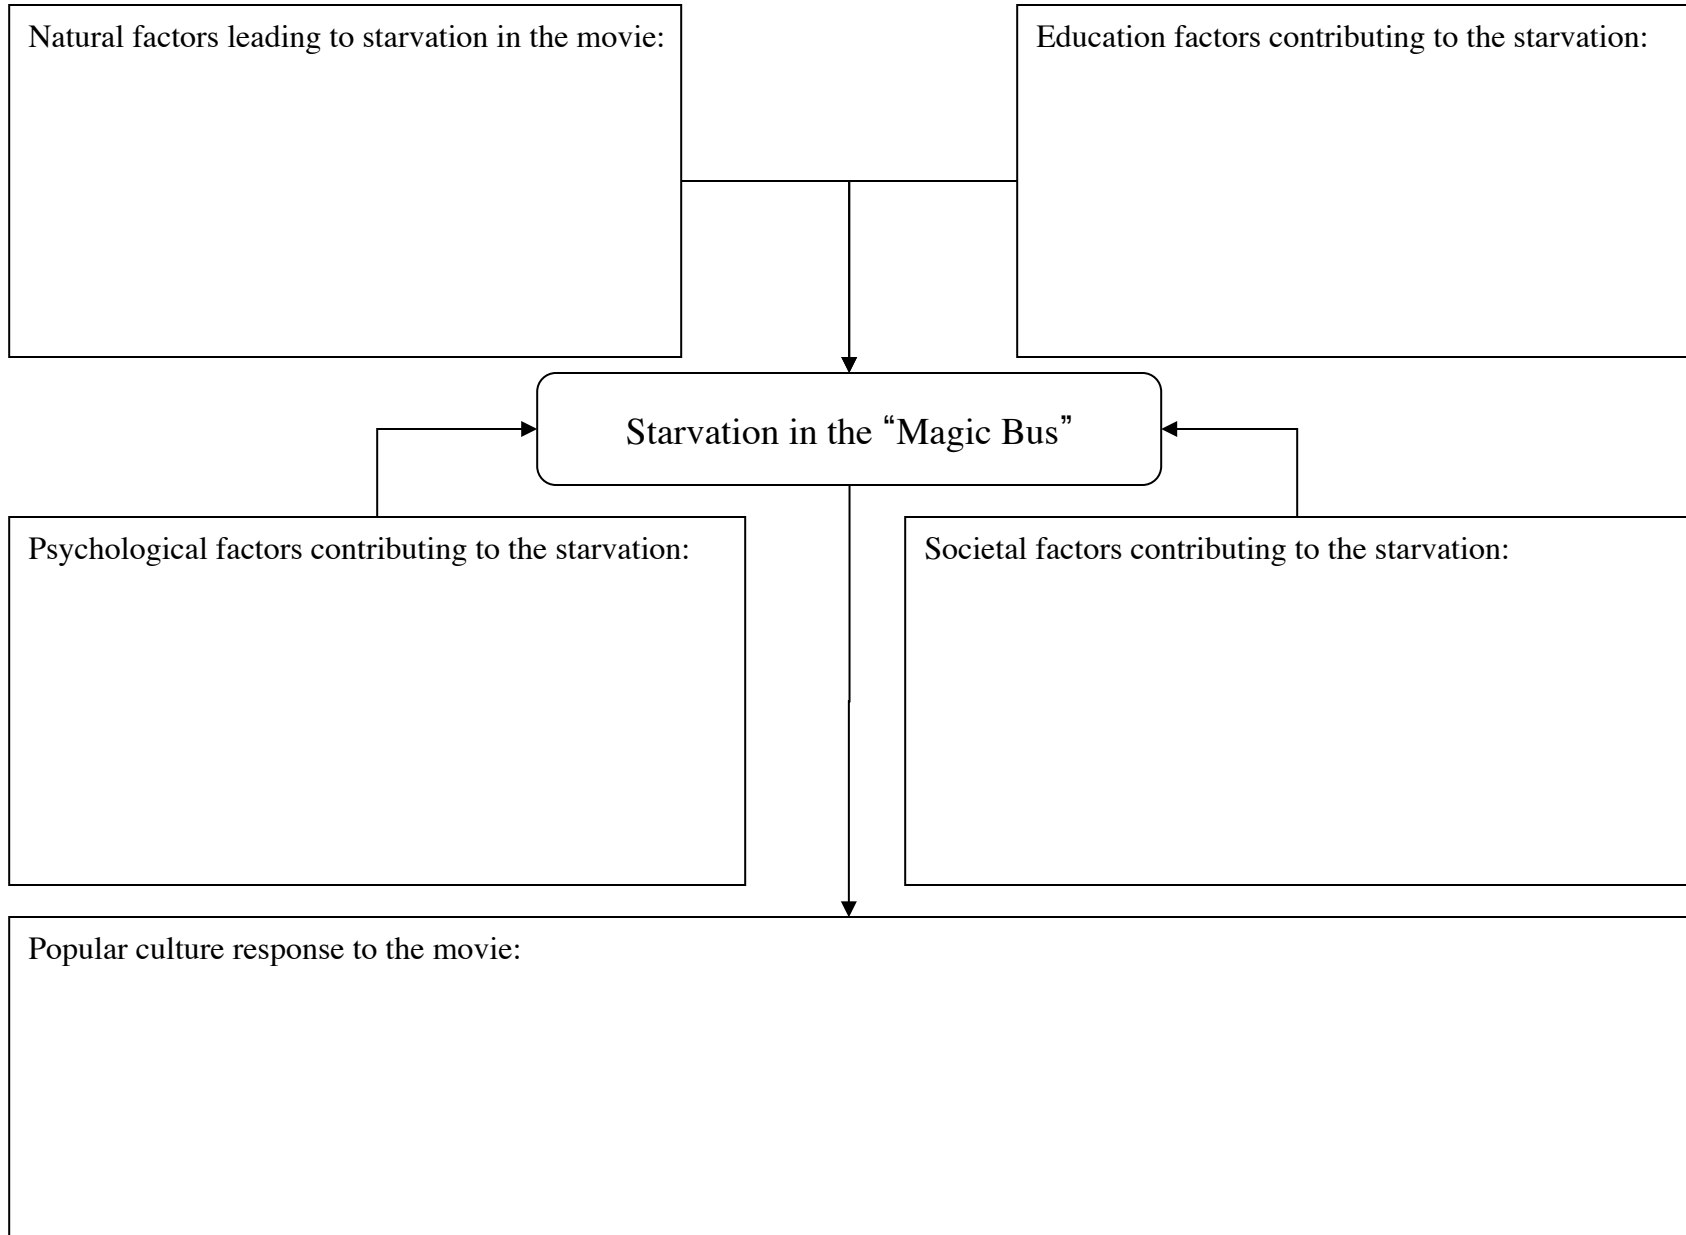 Natural factors leading to starvation in the movie:
Education factors contributing to the starvation:
Starvation in the “Magic Bus”
Psychological factors contributing to the starvation:
Societal factors contributing to the starvation:
Popular culture response to the movie: